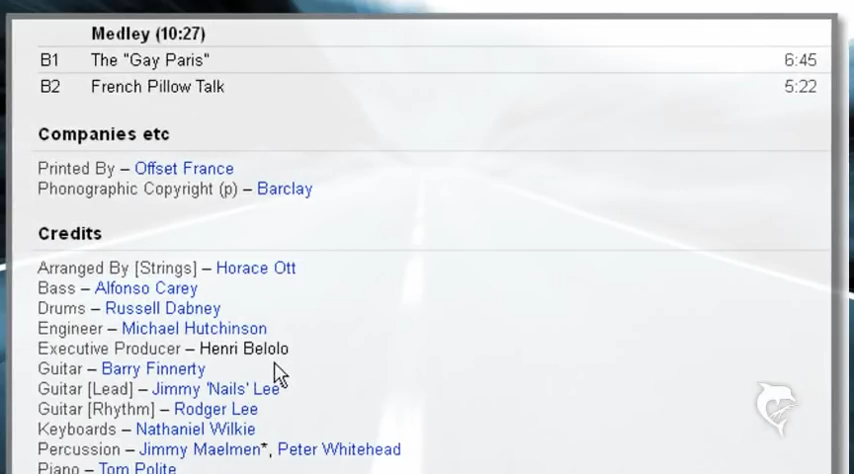 Medley (10:27)
B1 The "Gay Paris" 6:45
B2 French Pillow Talk 5:22
Companies etc
Printed By – Offset France
Phonographic Copyright (p) – Barclay
Credits
Arranged By [Strings] – Horace Ott
Bass – Alfonso Carey
Drums – Russell Dabney
Engineer – Michael Hutchinson
Executive Producer – Henri Belolo
Guitar – Barry Finnerty
Guitar [Lead] – Jimmy 'Nails' Lee
Guitar [Rhythm] – Rodger Lee
Keyboards – Nathaniel Wilkie
Percussion – Jimmy Maelmen*, Peter Whitehead
Piano – Tom Polite